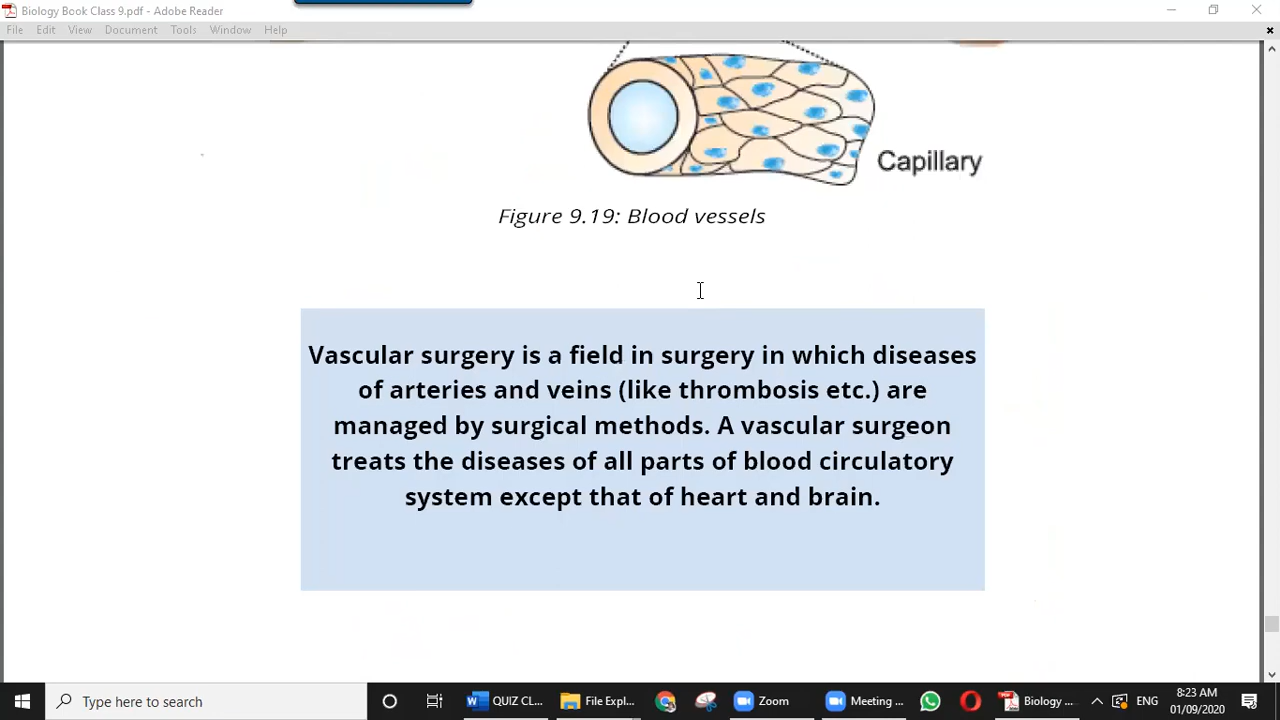 Biology Book Class 9.pdf - Adobe Reader
File Edit View Document Tools Window Help
Capillary
Figure 9.19: Blood vessels
Vascular surgery is a field in surgery in which diseases
of arteries and veins (like thrombosis etc.) are
managed by surgical methods. A vascular surgeon
treats the diseases of all parts of blood circulatory
system except that of heart and brain.
Type here to search
QUIZ CL...
File Expl...
Zoom
Meeting ...
Biology ...
ENG
8:23 AM
01/09/2020